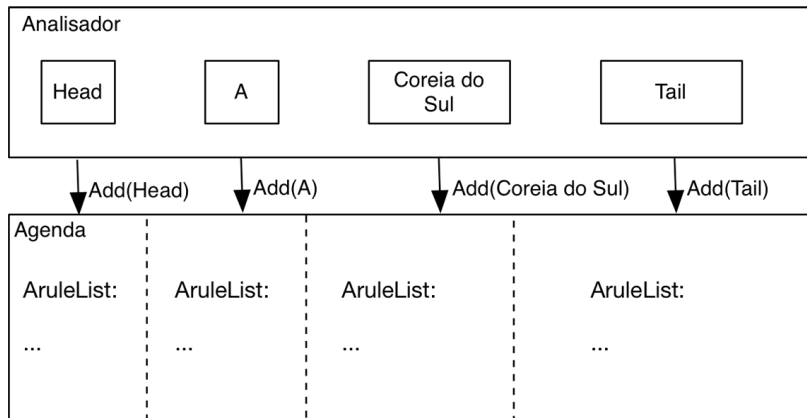 Analisador
Head
A
Coreia do
Sul
Tail
Add(Head)
Add(A)
Add(Coreia do Sul)
Add(Tail)
Agenda
AruleList:
AruleList:
AruleList:
AruleList:
...
...
...
...